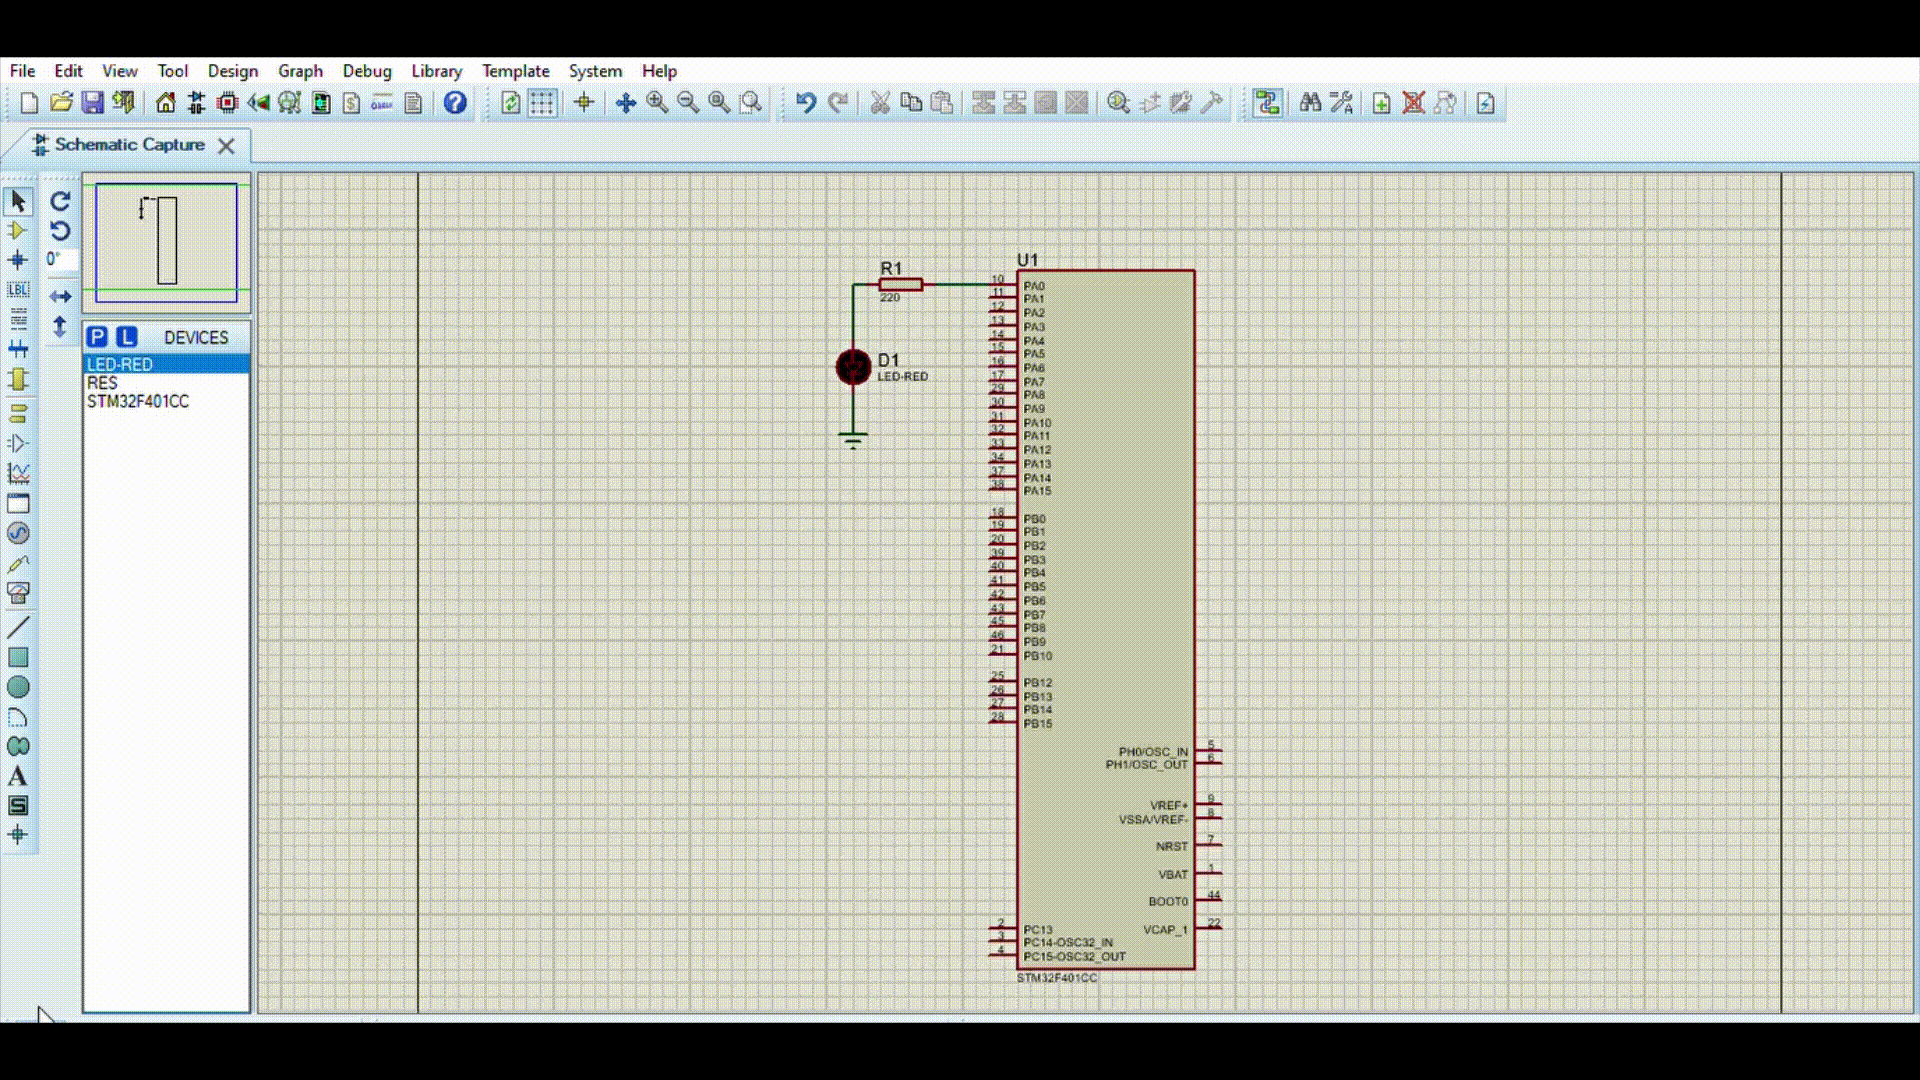 File Edit View Tool Design Graph Debug Library Template System Help
Schematic Capture
0°
LBL
P L DEVICES
LED-RED
RES
STM32F401CC
A
S
R1
220
D1
LED-RED
U1
10 PA0
11 PA1
12 PA2
13 PA3
14 PA4
15 PA5
16 PA6
17 PA7
29 PA8
30 PA9
31 PA10
32 PA11
33 PA12
34 PA13
37 PA14
38 PA15
18 PB0
19 PB1
20 PB2
39 PB3
40 PB4
41 PB5
42 PB6
43 PB7
45 PB8
46 PB9
21 PB10
25 PB12
26 PB13
27 PB14
28 PB15
PH0/OSC_IN 5
PH1/OSC_OUT 6
VREF+ 9
VSSA/VREF- 8
NRST 7
VBAT 1
BOOT0 44
2 PC13 VCAP_1 22
3 PC14-OSC32_IN
4 PC15-OSC32_OUT
STM32F401CC